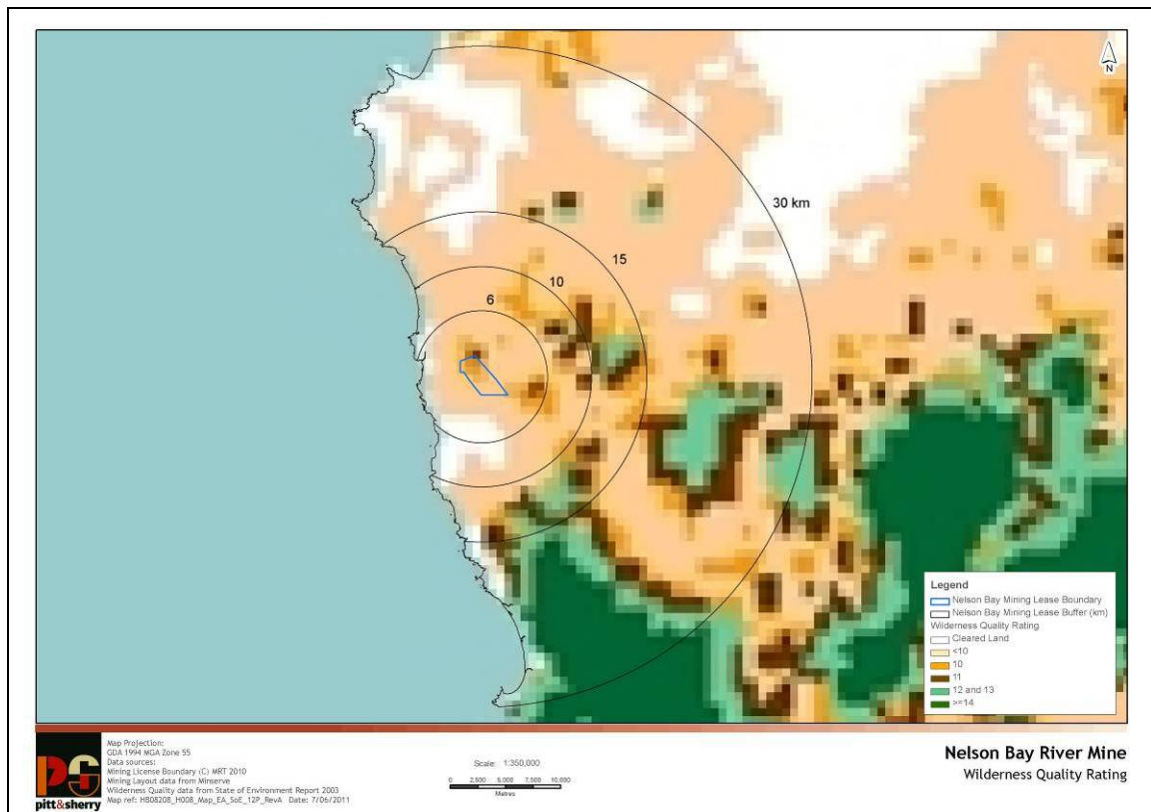 N
30 km
15
10
6
Legend
Nelson Bay Mining Lease Boundary
Nelson Bay Mining Lease Buffer (km)
Wilderness Quality Rating
Cleared Land
<10
10
11
12 and 13
>=14
Map Projection:
GDA 1994 MGA Zone 55
Data sources:
Mining License Boundary (C) MRT 2010
Mining Layout data from Minserve
Wilderness Quality data from State of Environment Report 2003
Map ref: HB08208_H008_Map_EA_SoE_12P_RevA Date: 7/06/2011
ps
pitt&sherry
Scale: 1:350,000
0 2,500 5,000 7,500 10,000
Metres
Nelson Bay River Mine
Wilderness Quality Rating